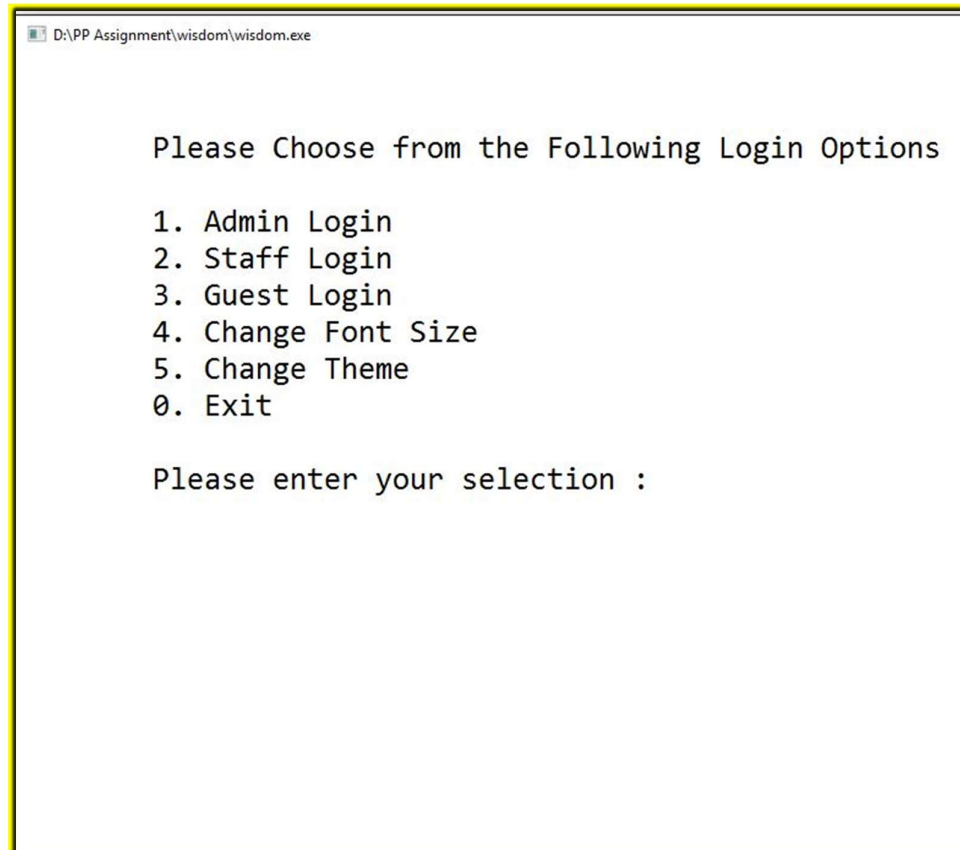 D:\PP Assignment\wisdom\wisdom.exe
Please Choose from the Following Login Options
1. Admin Login
2. Staff Login
3. Guest Login
4. Change Font Size
5. Change Theme
0. Exit
Please enter your selection :